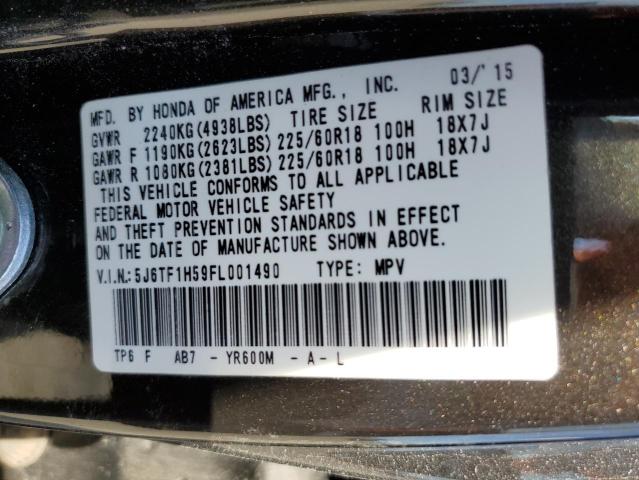 MFD. BY HONDA OF AMERICA MFG., INC. 03/'15
GVWR 2240KG(4938LBS) TIRE SIZE RIM SIZE
GAWR F 1190KG(2623LBS) 225/60R18 100H 18X7J
GAWR R 1080KG(2381LBS) 225/60R18 100H 18X7J
THIS VEHICLE CONFORMS TO ALL APPLICABLE
FEDERAL MOTOR VEHICLE SAFETY
AND THEFT PREVENTION STANDARDS IN EFFECT
ON THE DATE OF MANUFACTURE SHOWN ABOVE.
V.I.N.: 5J6TF1H59FL001490 TYPE: MPV
TP6 F AB7 - YR600M - A - L